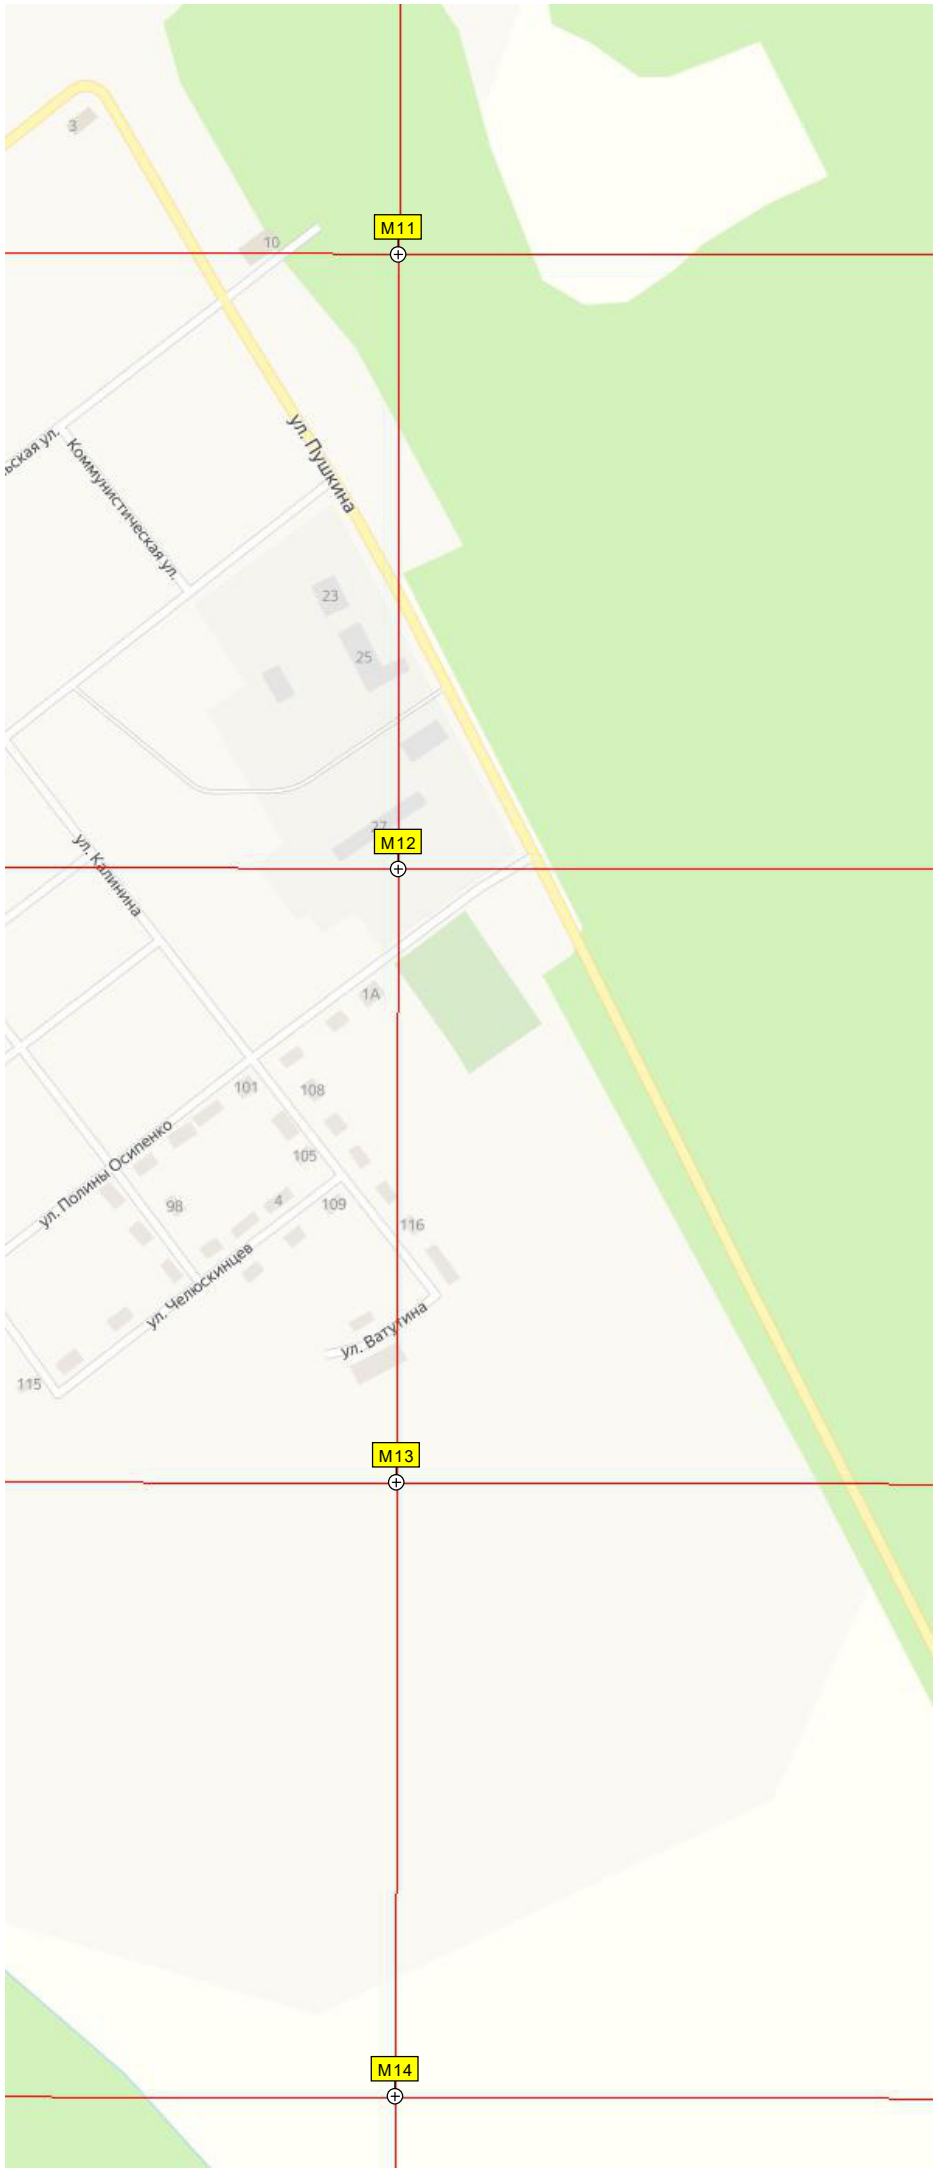 3
M11
10
ул. Пушкина
ьская ул.
Коммунистическая ул.
23
25
27
M12
ул. Калинина
1А
101
108
ул. Полины Осипенко
105
98
4
109
116
ул. Челюскинцев
ул. Ватутина
115
M13
M14